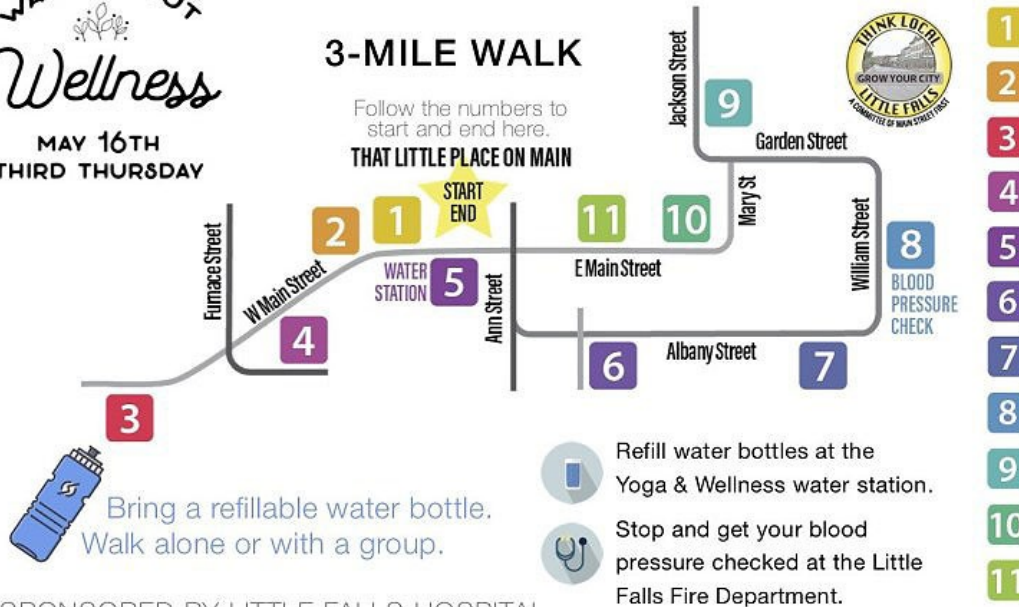 Wellness
MAY 16TH
THIRD THURSDAY
3-MILE WALK
Follow the numbers to
start and end here.
THAT LITTLE PLACE ON MAIN
START
END
THINK LOCAL
GROW YOUR CITY
LITTLE FALLS
A COMMITTEE OF MAIN STREET FIRST
Jackson Street
9
Garden Street
Mary St
William Street
8
BLOOD
PRESSURE
CHECK
Furnace Street
2
1
11
10
W Main Street
WATER
STATION
5
Ann Street
E Main Street
4
6
Albany Street
7
3
Bring a refillable water bottle.
Walk alone or with a group.
Refill water bottles at the
Yoga & Wellness water station.
Stop and get your blood
pressure checked at the Little
Falls Fire Department.
SPONSORED BY LITTLE FALLS HOSPITAL
1
2
3
4
5
6
7
8
9
10
11